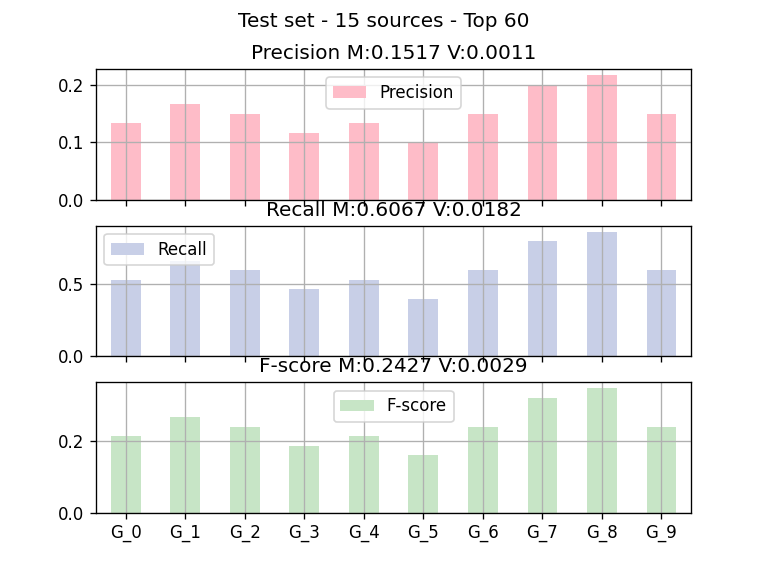 Test set - 15 sources - Top 60
Precision M:0.1517 V:0.0011
0.2
0.1
0.0
Precision
Recall M:0.6067 V:0.0182
0.5
0.0
Recall
F-score M:0.2427 V:0.0029
0.2
0.0
F-score
G_0 G_1 G_2 G_3 G_4 G_5 G_6 G_7 G_8 G_9